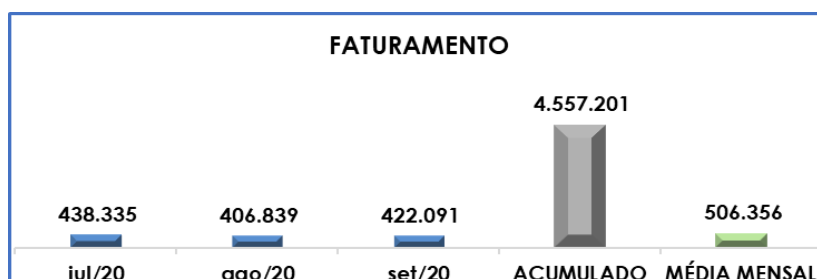 FATURAMENTO
4.557.201
438.335 406.839 422.091 506.356
jul/20 ago/20 set/20 ACUMULADO MÉDIA MENSAL